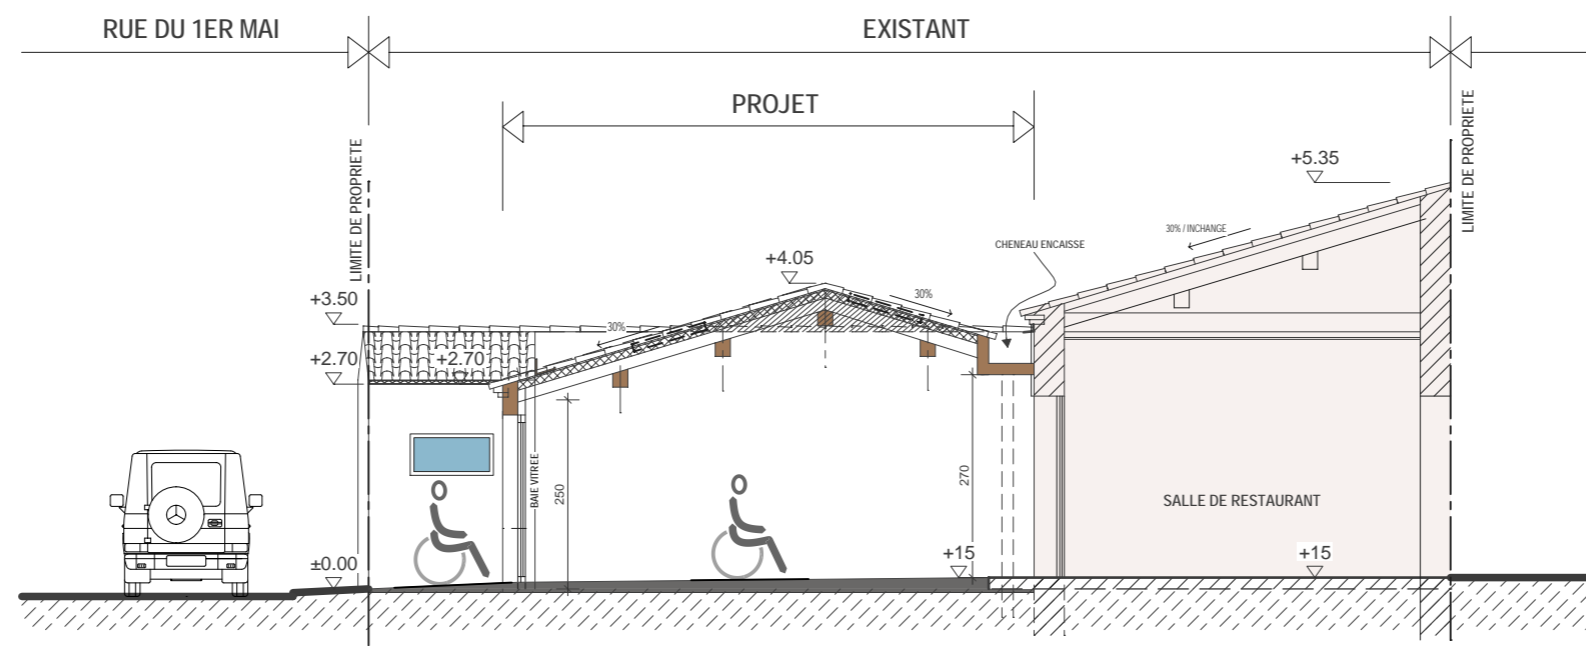 RUE DU 1ER MAI
EXISTANT
PROJET
LIMITE DE PROPRIETE
LIMITE DE PROPRIETE
+5.35
30% / INCHANGE
CHENEAU ENCAISSE
+4.05
30%
30%
+3.50
+2.70
+2.70
BAIE VITREE
250
270
SALLE DE RESTAURANT
±0.00
+15
+15